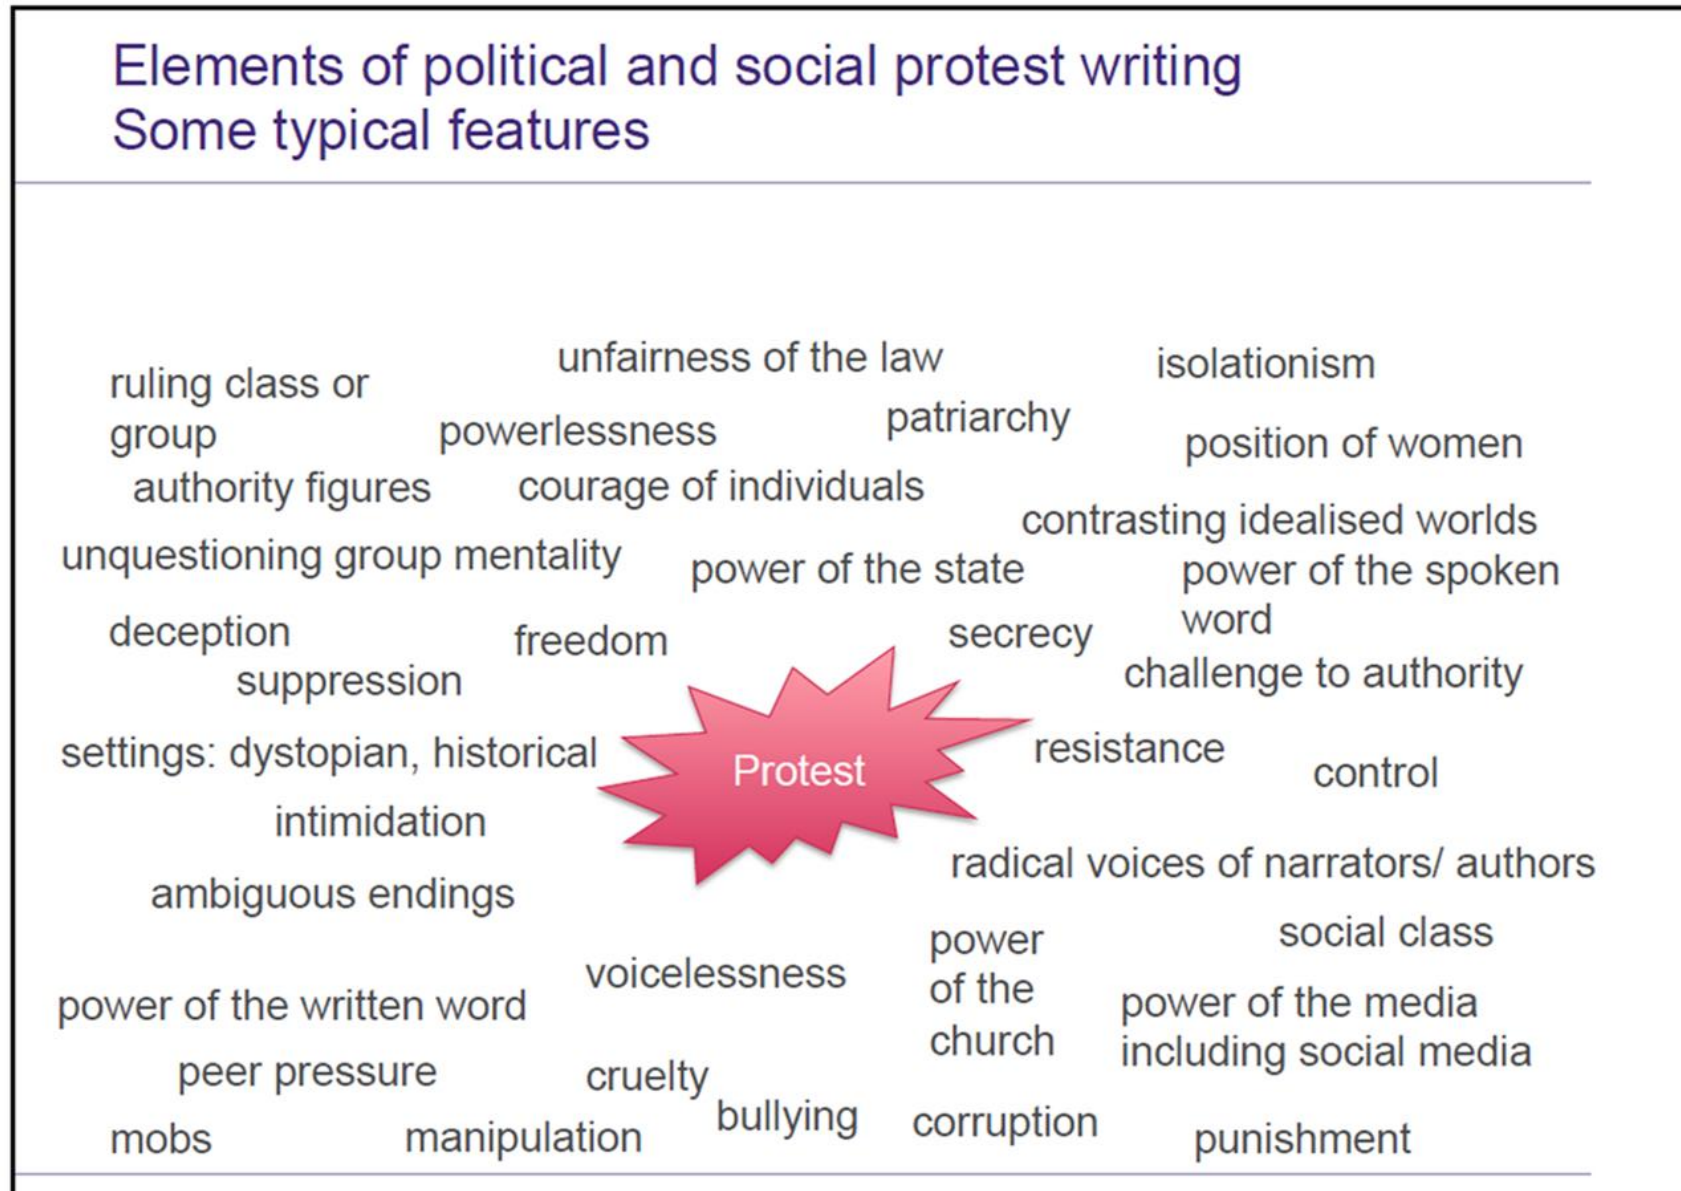 Elements of political and social protest writing
Some typical features
unfairness of the law
isolationism
ruling class or
group
patriarchy
powerlessness
position of women
authority figures
courage of individuals
contrasting idealised worlds
unquestioning group mentality
power of the state
power of the spoken
word
deception
freedom
secrecy
suppression
challenge to authority
settings: dystopian, historical
Protest
resistance
control
intimidation
radical voices of narrators/ authors
ambiguous endings
social class
power
of the
church
voicelessness
power of the written word
power of the media
including social media
peer pressure
cruelty
bullying
corruption
mobs
manipulation
punishment